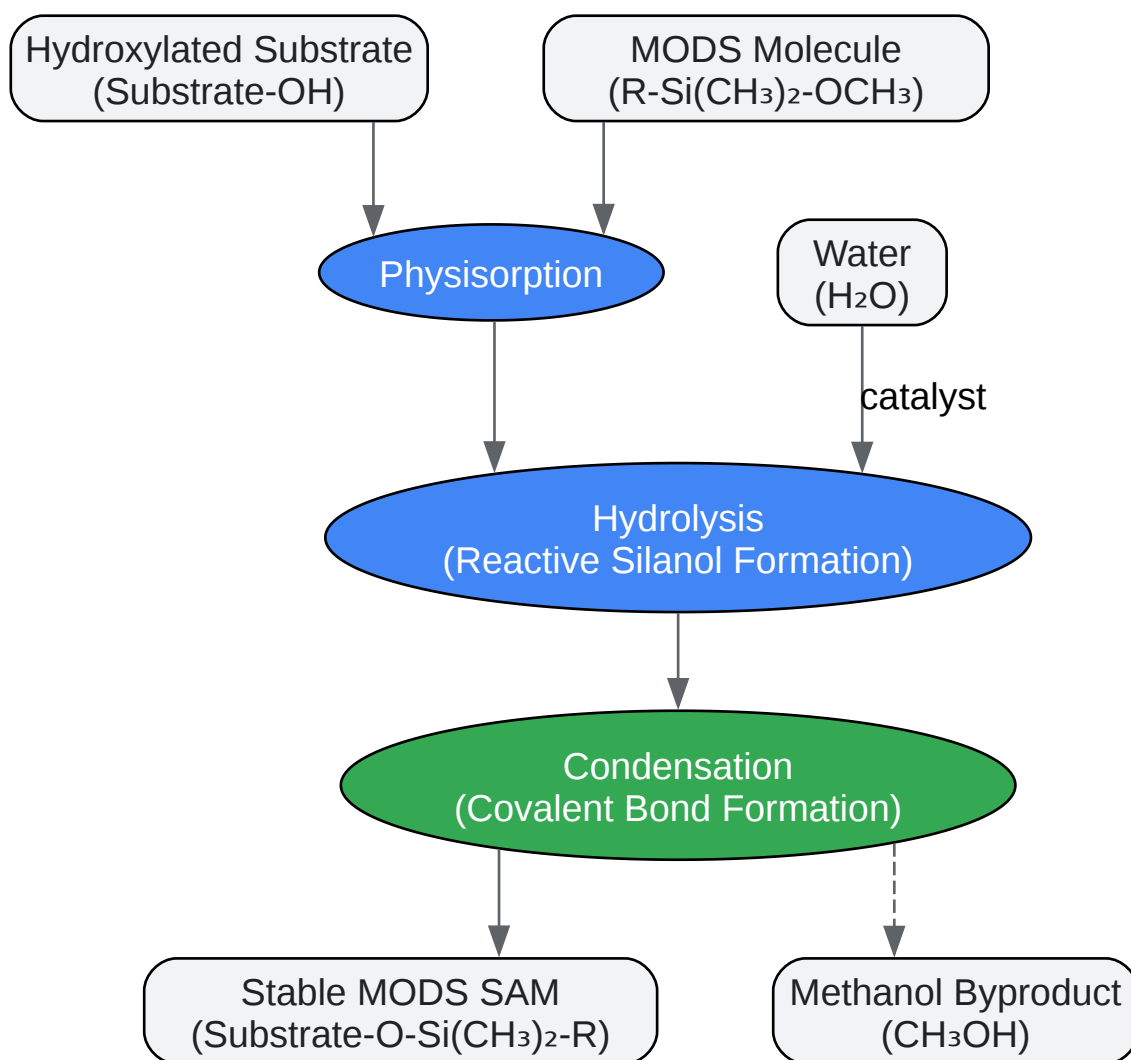 Hydroxylated Substrate
(Substrate-OH)
MODS Molecule
(R-Si(CH₃)₂-OCH₃)
Physisorption
Water
(H₂O)
catalyst
Hydrolysis
(Reactive Silanol Formation)
Condensation
(Covalent Bond Formation)
Stable MODS SAM
(Substrate-O-Si(CH₃)₂-R)
Methanol Byproduct
(CH₃OH)